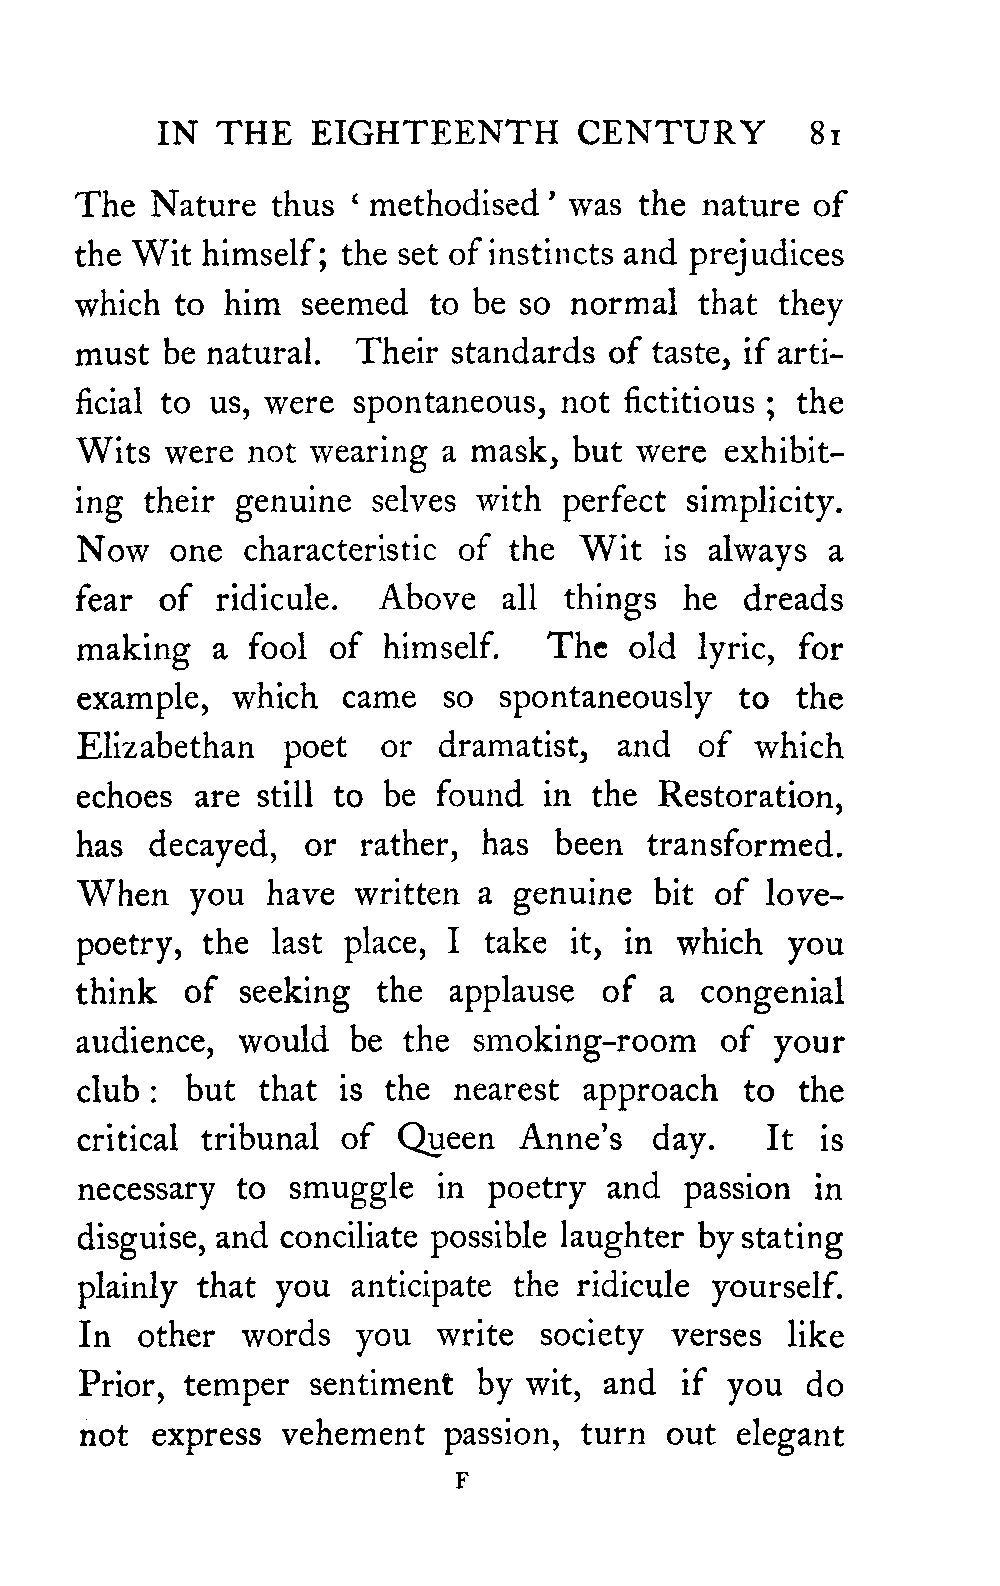 IN THE EIGHTEENTH CENTURY 81
The Nature thus ‘ methodised ’ was the nature of
the Wit himself; the set of instincts and prejudices
which to him seemed to be so normal that they
must be natural. Their standards of taste, if arti-
ficial to us, were spontaneous, not fictitious ; the
Wits were not wearing a mask, but were exhibit-
ing their genuine selves with perfect simplicity.
Now one characteristic of the Wit is always a
fear of ridicule. Above all things he dreads
making a fool of himself. The old lyric, for
example, which came so spontaneously to the
Elizabethan poet or dramatist, and of which
echoes are still to be found in the Restoration,
has decayed, or rather, has been transformed.
When you have written a genuine bit of love-
poetry, the last place, I take it, in which you
think of seeking the applause of a congenial
audience, would be the smoking-room of your
club : but that is the nearest approach to the
critical tribunal of Queen Anne’s day. It is
necessary to smuggle in poetry and passion in
disguise, and conciliate possible laughter by stating
plainly that you anticipate the ridicule yourself.
In other words you write society verses like
Prior, temper sentiment by wit, and if you do
not express vehement passion, turn out elegant
F